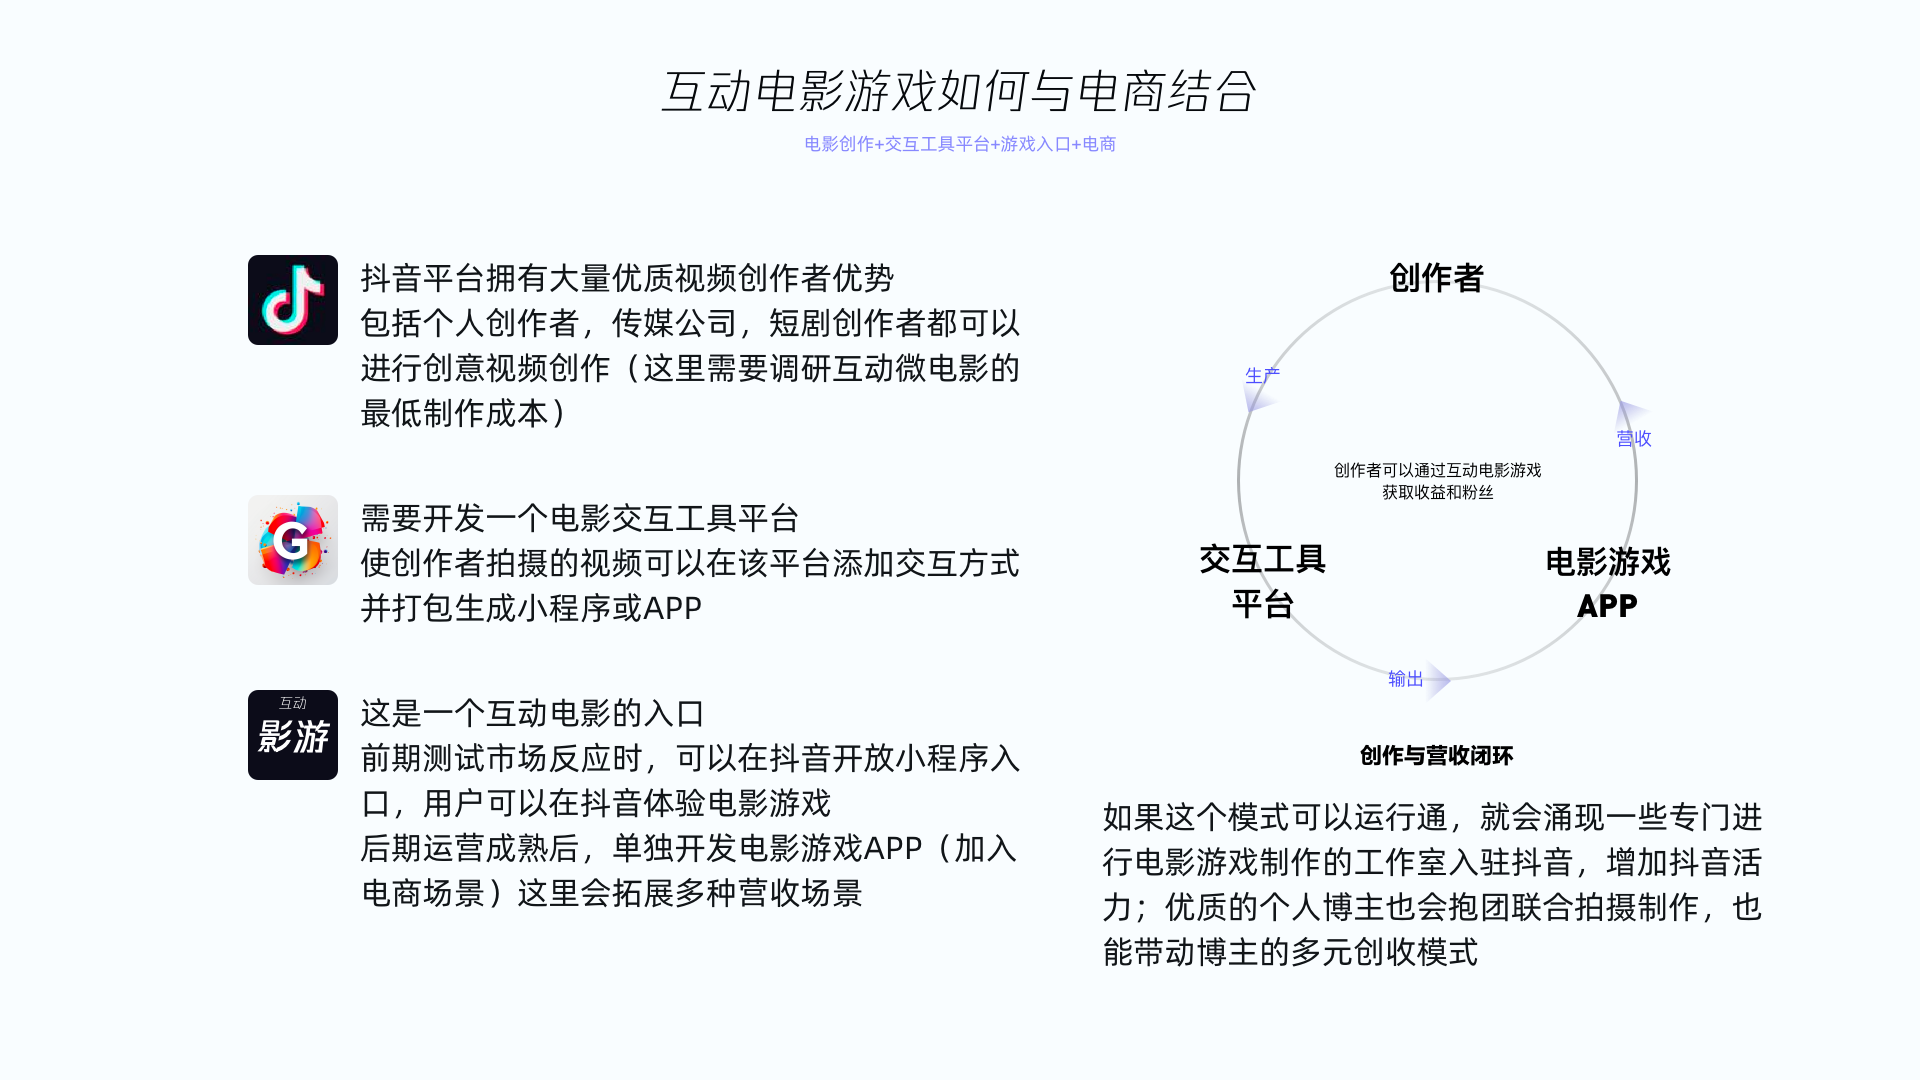 互动电影游戏如何与电商结合
电影创作+交互工具平台+游戏入口+电商
抖音平台拥有大量优质视频创作者优势
包括个人创作者，传媒公司，短剧创作者都可以
进行创意视频创作（这里需要调研互动微电影的
最低制作成本）
G
需要开发一个电影交互工具平台
使创作者拍摄的视频可以在该平台添加交互方式
并打包生成小程序或APP
互动
影游
这是一个互动电影的入口
前期测试市场反应时，可以在抖音开放小程序入
口，用户可以在抖音体验电影游戏
后期运营成熟后，单独开发电影游戏APP（加入
电商场景）这里会拓展多种营收场景
创作者
生产
营收
创作者可以通过互动电影游戏
获取收益和粉丝
交互工具
平台
电影游戏
APP
输出
创作与营收闭环
如果这个模式可以运行通，就会涌现一些专门进
行电影游戏制作的工作室入驻抖音，增加抖音活
力；优质的个人博主也会抱团联合拍摄制作，也
能带动博主的多元创收模式